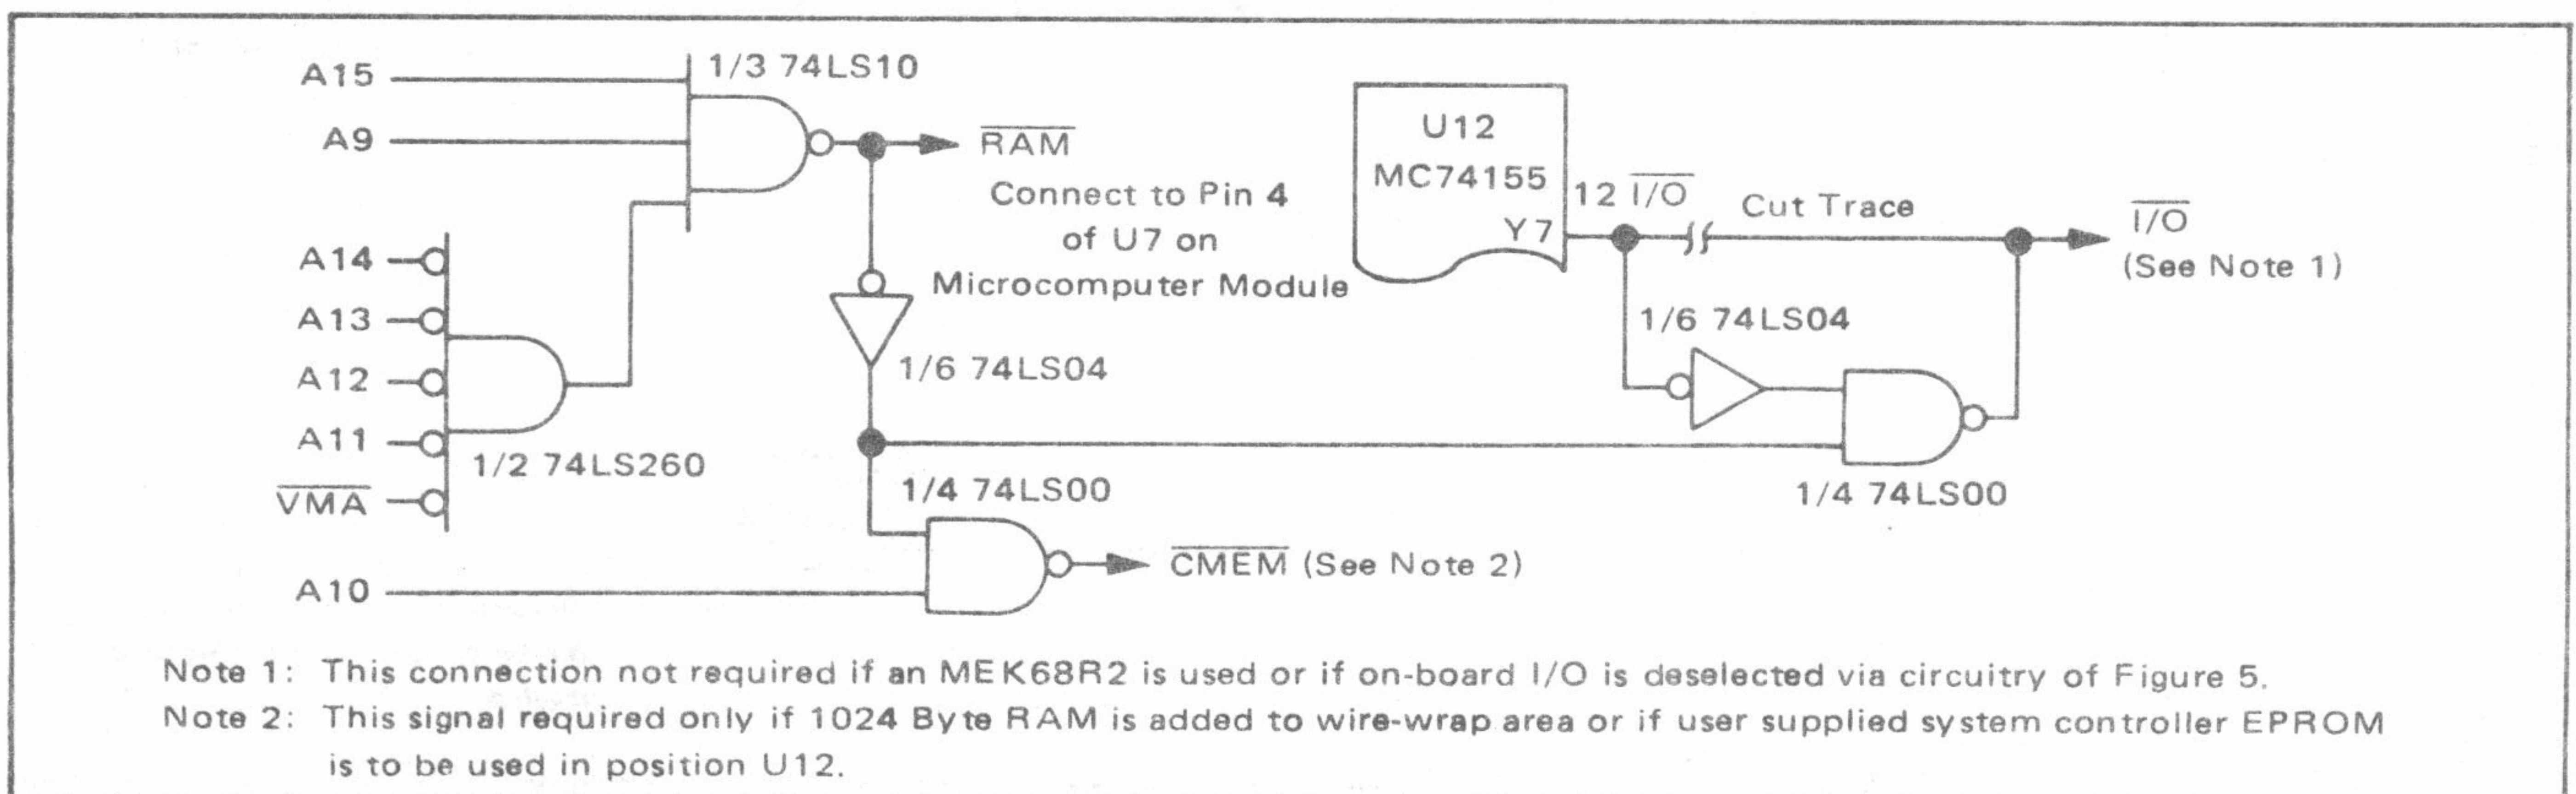 A15
1/3 74LS10
A9
R̅A̅M̅
Connect to Pin 4
of U7 on
Microcomputer Module
A14
A13
A12
A11
V̅M̅A̅
1/2 74LS260
1/6 74LS04
1/4 74LS00
A10
C̅M̅E̅M̅ (See Note 2)
U12
MC74155
Y7
12 I̅/̅O̅
Cut Trace
I̅/̅O̅
(See Note 1)
1/6 74LS04
1/4 74LS00
Note 1: This connection not required if an MEK68R2 is used or if on-board I/O is deselected via circuitry of Figure 5.
Note 2: This signal required only if 1024 Byte RAM is added to wire-wrap area or if user supplied system controller EPROM
is to be used in position U12.